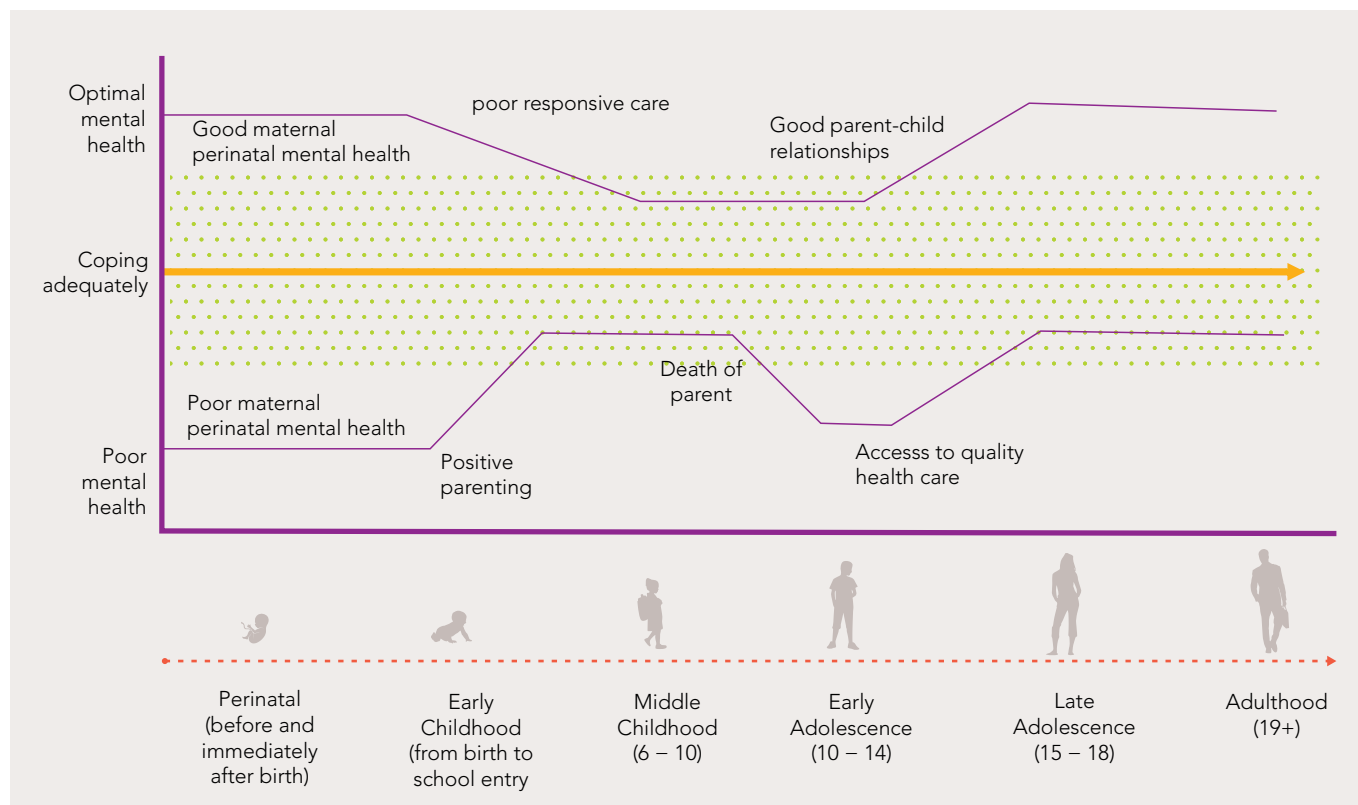 Optimal
mental
health
poor responsive care
Good maternal
perinatal mental health
Good parent-child
relationships
Coping
adequately
Death of
parent
Poor maternal
perinatal mental health
Positive
parenting
Accesss to quality
health care
Poor
mental
health
Perinatal
(before and
immediately
after birth)
Early
Childhood
(from birth to
school entry
Middle
Childhood
(6 – 10)
Early
Adolescence
(10 – 14)
Late
Adolescence
(15 – 18)
Adulthood
(19+)